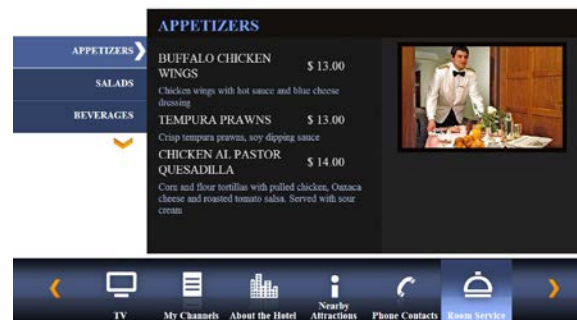 APPETIZERS
APPETIZERS
SALADS
BEVERAGES
BUFFALO CHICKEN
WINGS
$ 13.00
Chicken wings with hot sauce and blue cheese
dressing
TEMPURA PRAWNS
$ 13.00
Crisp tempura prawns, soy dipping sauce
CHICKEN AL PASTOR
QUESADILLA
$ 14.00
Corn and flour tortillas with pulled chicken, Oaxaca
cheese and roasted tomato salsa. Served with sour
cream
TV
My Channels
About the Hotel
Nearby
Attractions
Phone Contacts
Room Service